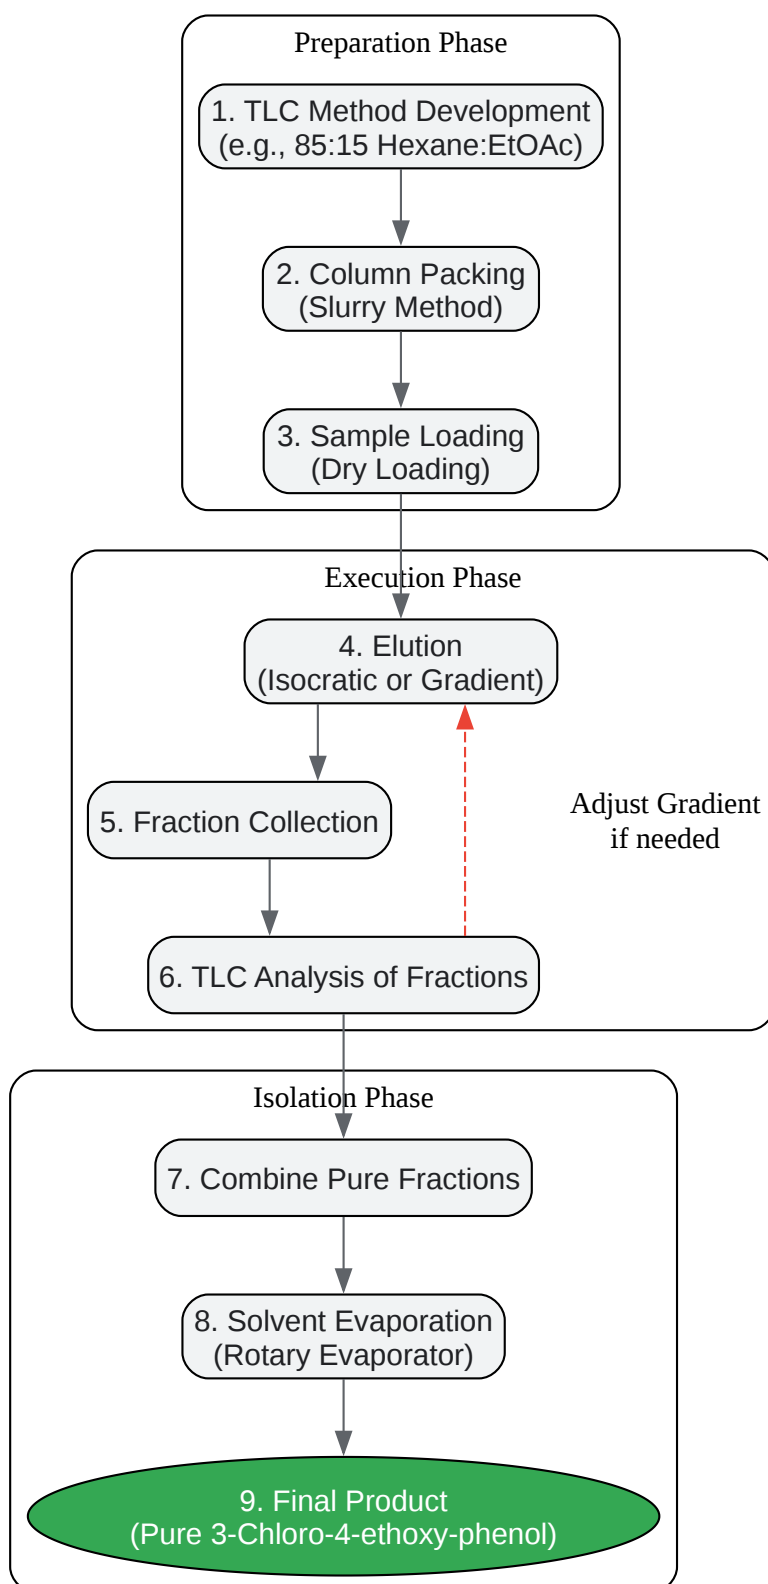 Preparation Phase
1. TLC Method Development
(e.g., 85:15 Hexane:EtOAc)
2. Column Packing
(Slurry Method)
3. Sample Loading
(Dry Loading)
Execution Phase
4. Elution
(Isocratic or Gradient)
5. Fraction Collection
Adjust Gradient
if needed
6. TLC Analysis of Fractions
Isolation Phase
7. Combine Pure Fractions
8. Solvent Evaporation
(Rotary Evaporator)
9. Final Product
(Pure 3-Chloro-4-ethoxy-phenol)